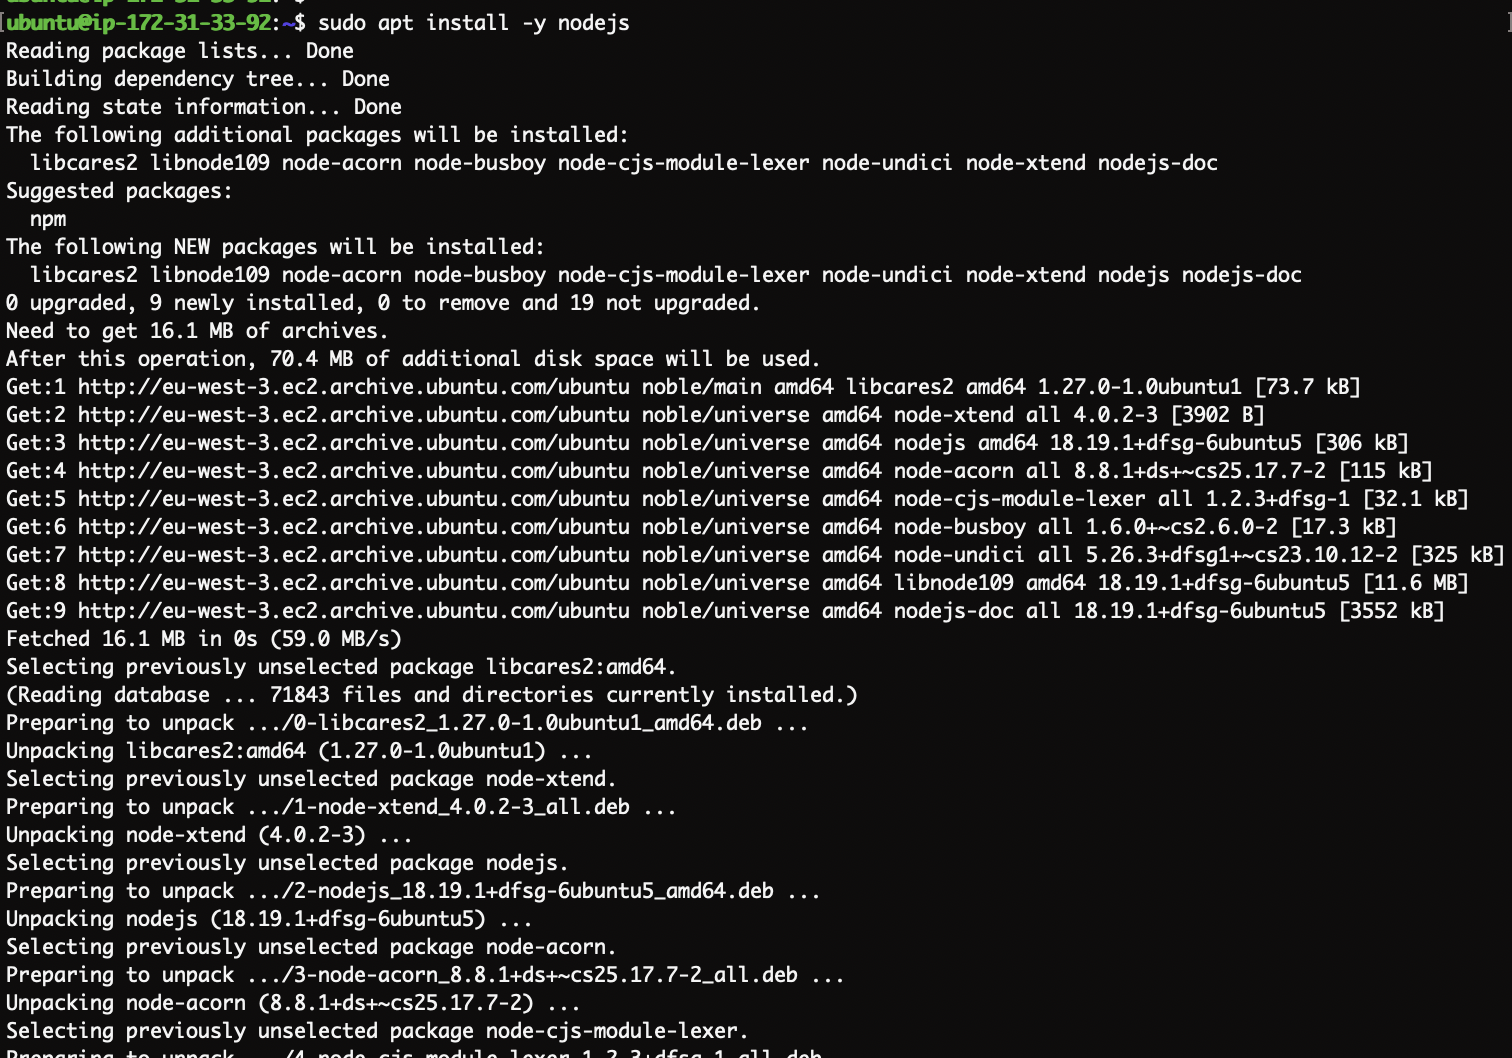 ubuntu@ip-172-31-33-92:~$ sudo apt install -y nodejs
Reading package lists... Done
Building dependency tree... Done
Reading state information... Done
The following additional packages will be installed:
  libcares2 libnode109 node-acorn node-busboy node-cjs-module-lexer node-undici node-xtend nodejs-doc
Suggested packages:
  npm
The following NEW packages will be installed:
  libcares2 libnode109 node-acorn node-busboy node-cjs-module-lexer node-undici node-xtend nodejs nodejs-doc
0 upgraded, 9 newly installed, 0 to remove and 19 not upgraded.
Need to get 16.1 MB of archives.
After this operation, 70.4 MB of additional disk space will be used.
Get:1 http://eu-west-3.ec2.archive.ubuntu.com/ubuntu noble/main amd64 libcares2 amd64 1.27.0-1.0ubuntu1 [73.7 kB]
Get:2 http://eu-west-3.ec2.archive.ubuntu.com/ubuntu noble/universe amd64 node-xtend all 4.0.2-3 [3902 B]
Get:3 http://eu-west-3.ec2.archive.ubuntu.com/ubuntu noble/universe amd64 nodejs amd64 18.19.1+dfsg-6ubuntu5 [306 kB]
Get:4 http://eu-west-3.ec2.archive.ubuntu.com/ubuntu noble/universe amd64 node-acorn all 8.8.1+ds+~cs25.17.7-2 [115 kB]
Get:5 http://eu-west-3.ec2.archive.ubuntu.com/ubuntu noble/universe amd64 node-cjs-module-lexer all 1.2.3+dfsg-1 [32.1 kB]
Get:6 http://eu-west-3.ec2.archive.ubuntu.com/ubuntu noble/universe amd64 node-busboy all 1.6.0+~cs2.6.0-2 [17.3 kB]
Get:7 http://eu-west-3.ec2.archive.ubuntu.com/ubuntu noble/universe amd64 node-undici all 5.26.3+dfsg1+~cs23.10.12-2 [325 kB]
Get:8 http://eu-west-3.ec2.archive.ubuntu.com/ubuntu noble/universe amd64 libnode109 amd64 18.19.1+dfsg-6ubuntu5 [11.6 MB]
Get:9 http://eu-west-3.ec2.archive.ubuntu.com/ubuntu noble/universe amd64 nodejs-doc all 18.19.1+dfsg-6ubuntu5 [3552 kB]
Fetched 16.1 MB in 0s (59.0 MB/s)
Selecting previously unselected package libcares2:amd64.
(Reading database ... 71843 files and directories currently installed.)
Preparing to unpack .../0-libcares2_1.27.0-1.0ubuntu1_amd64.deb ...
Unpacking libcares2:amd64 (1.27.0-1.0ubuntu1) ...
Selecting previously unselected package node-xtend.
Preparing to unpack .../1-node-xtend_4.0.2-3_all.deb ...
Unpacking node-xtend (4.0.2-3) ...
Selecting previously unselected package nodejs.
Preparing to unpack .../2-nodejs_18.19.1+dfsg-6ubuntu5_amd64.deb ...
Unpacking nodejs (18.19.1+dfsg-6ubuntu5) ...
Selecting previously unselected package node-acorn.
Preparing to unpack .../3-node-acorn_8.8.1+ds+~cs25.17.7-2_all.deb ...
Unpacking node-acorn (8.8.1+ds+~cs25.17.7-2) ...
Selecting previously unselected package node-cjs-module-lexer.
Preparing to unpack .../4-node-cjs-module-lexer_1.2.3+dfsg-1_all.deb